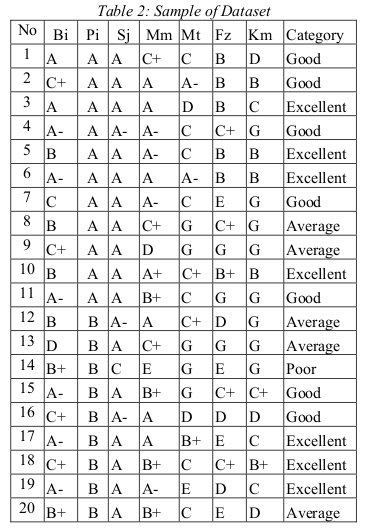 Table 2: Sample of Dataset
No Bi Pi Sj Mm Mt Fz Km Category
1 A A A C+ C B D Good
2 C+ A A A A- B B Good
3 A A A A D B C Excellent
4 A- A A- A- C C+ G Good
5 B A A A- C B B Excellent
6 A- A A A A- B B Excellent
7 C A A A- C E G Good
8 B A A C+ G C+ G Average
9 C+ A A D G G G Average
10 B A A A+ C+ B+ B Excellent
11 A- A A B+ C G G Good
12 B B A- A C+ D G Average
13 D B A C+ G G G Average
14 B+ B C E G E G Poor
15 A- B A B+ G C+ C+ Good
16 C+ B A- A D D D Good
17 A- B A A B+ E C Excellent
18 C+ B A B+ C C+ B+ Excellent
19 A- B A A- E D C Excellent
20 B+ B A B+ C E D Average